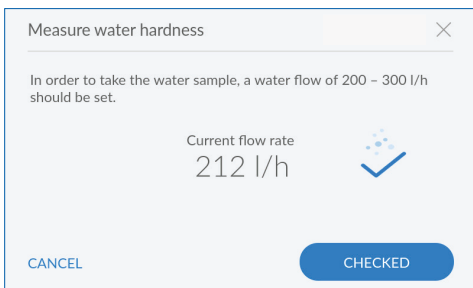 Measure water hardness
In order to take the water sample, a water flow of 200 – 300 l/h
should be set.
Current flow rate
212 l/h
CANCEL
CHECKED